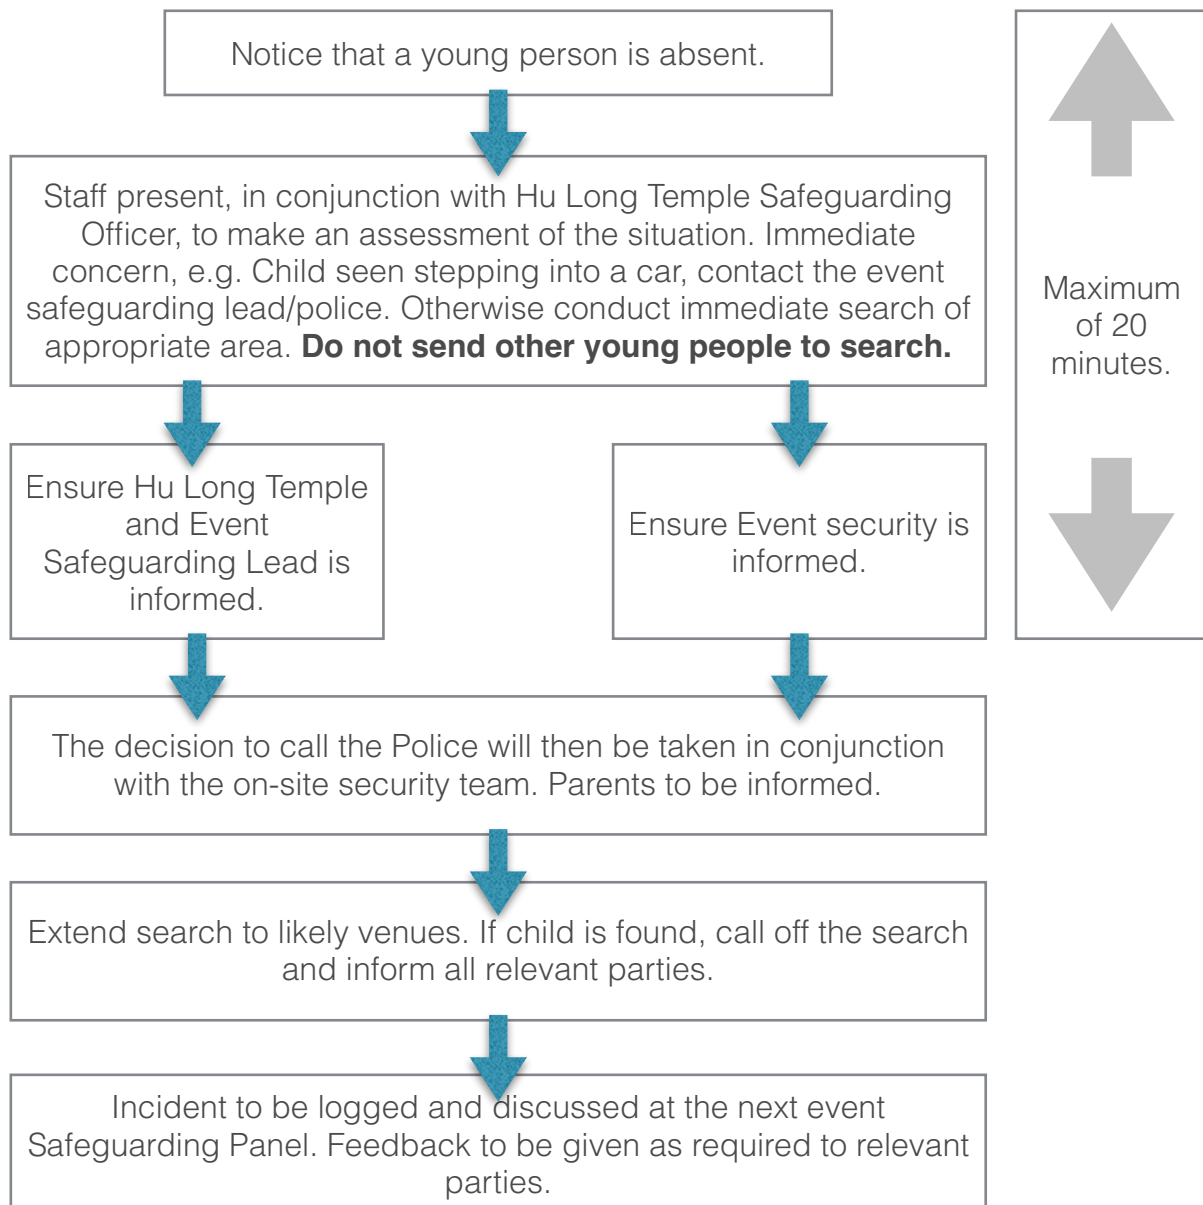 Notice that a young person is absent.
Staff present, in conjunction with Hu Long Temple Safeguarding
Officer, to make an assessment of the situation. Immediate
concern, e.g. Child seen stepping into a car, contact the event
safeguarding lead/police. Otherwise conduct immediate search of
appropriate area. Do not send other young people to search.
Maximum
of 20
minutes.
Ensure Hu Long Temple
and Event
Safeguarding Lead is
informed.
Ensure Event security is
informed.
The decision to call the Police will then be taken in conjunction
with the on-site security team. Parents to be informed.
Extend search to likely venues. If child is found, call off the search
and inform all relevant parties.
Incident to be logged and discussed at the next event
Safeguarding Panel. Feedback to be given as required to relevant
parties.